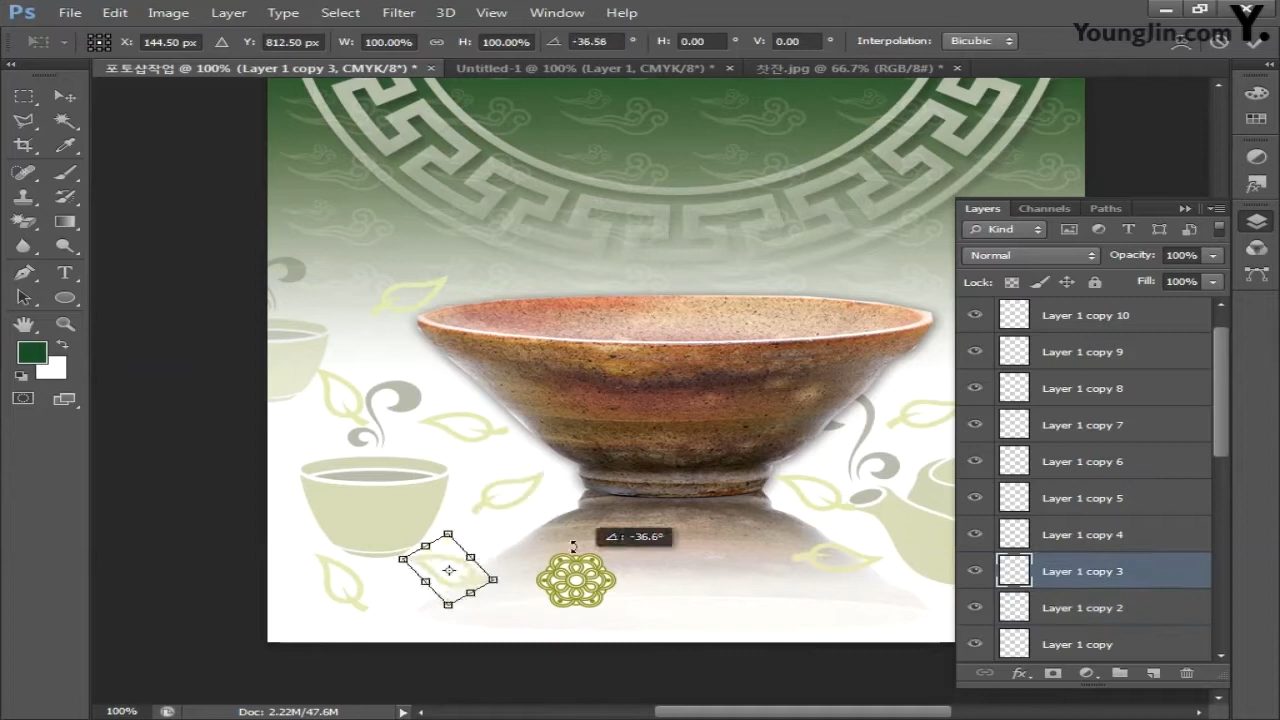 Ps File Edit Image Layer Type Select Filter 3D View Window Help
X: 144.50 px Y: 812.50 px W: 100.00% H: 100.00% -36.56 ° H: 0.00 ° V: 0.00 ° Interpolation: Bicubic
YoungJin.com Y.
포토샵작업 @ 100% (Layer 1 copy 3, CMYK/8*) * × Untitled-1 @ 100% (Layer 1, CMYK/8*) * × 찻잔.jpg @ 66.7% (RGB/8#) * ×
Layers Channels Paths
Kind
Normal Opacity: 100%
Lock: Fill: 100%
Layer 1 copy 10
Layer 1 copy 9
Layer 1 copy 8
Layer 1 copy 7
Layer 1 copy 6
Layer 1 copy 5
Layer 1 copy 4
Layer 1 copy 3
Layer 1 copy 2
Layer 1 copy
: -36.6°
fx
100% Doc: 2.22M/47.6M